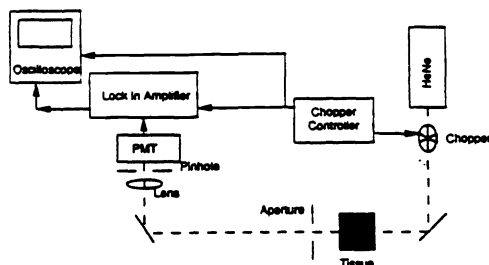 Oscilloscope
Lock In Amplifier
HeNe
Chopper
Controller
Chopper
PMT
Pinhole
Lens
Aperture
Tissue